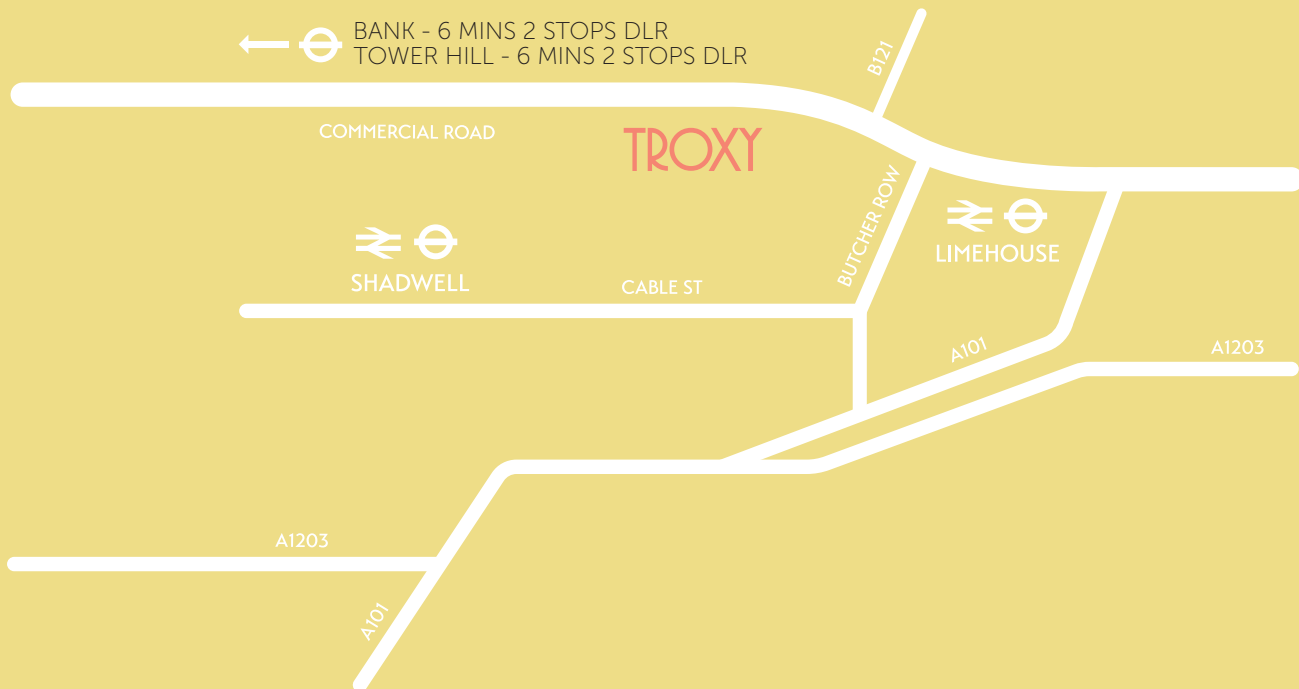 BANK - 6 MINS 2 STOPS DLR
TOWER HILL - 6 MINS 2 STOPS DLR
B121
COMMERCIAL ROAD
TROXY
BUTCHER ROW
LIMEHOUSE
SHADWELL
CABLE ST
A101
A1203
A1203
A101